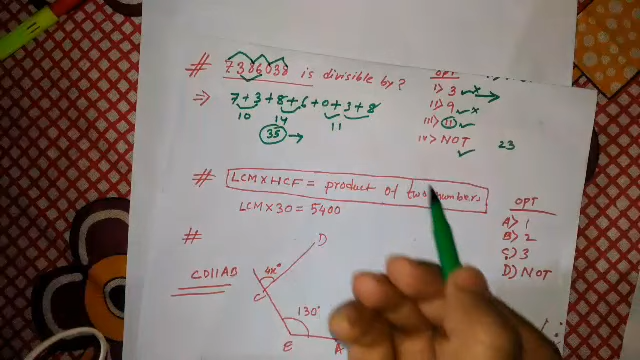 # 7386038 is divisible by?
⇒ 7+3+8+6+0+3+8
10 14 11
35 →
OPT
i> 3 ×
ii> 9 ×
iii> 11
iv> NOT
23
# LCM×HCF = product of two numbers
LCM×30 = 5400
OPT
A> 1
B> 2
C> 3
D> NOT
#
CD11AB
D
4x°
C
130°
E
A